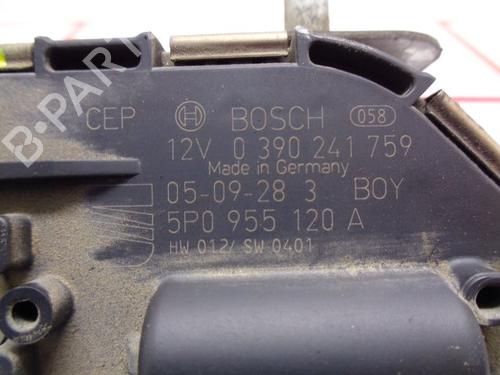 CEP BOSCH 058
12V 0 390 241 759
Made in Germany
05-09-28 3 BOY
5P0 955 120 A
HW 012/ SW 0401
B-PART